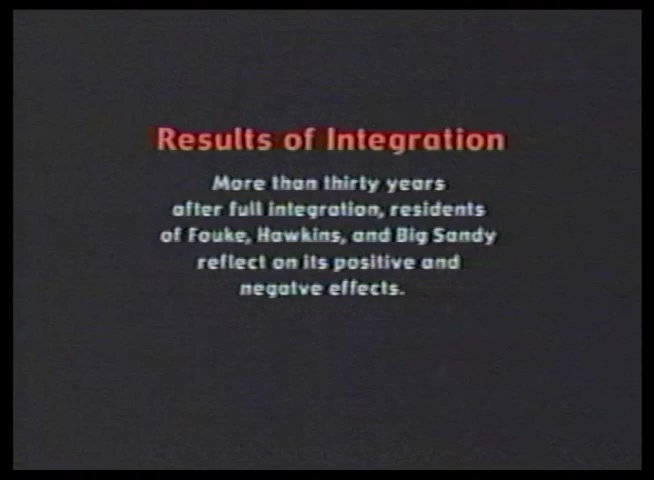 Results of Integration
More than thirty years
after full integration, residents
of Fouke, Hawkins, and Big Sandy
reflect on its positive and
negatve effects.